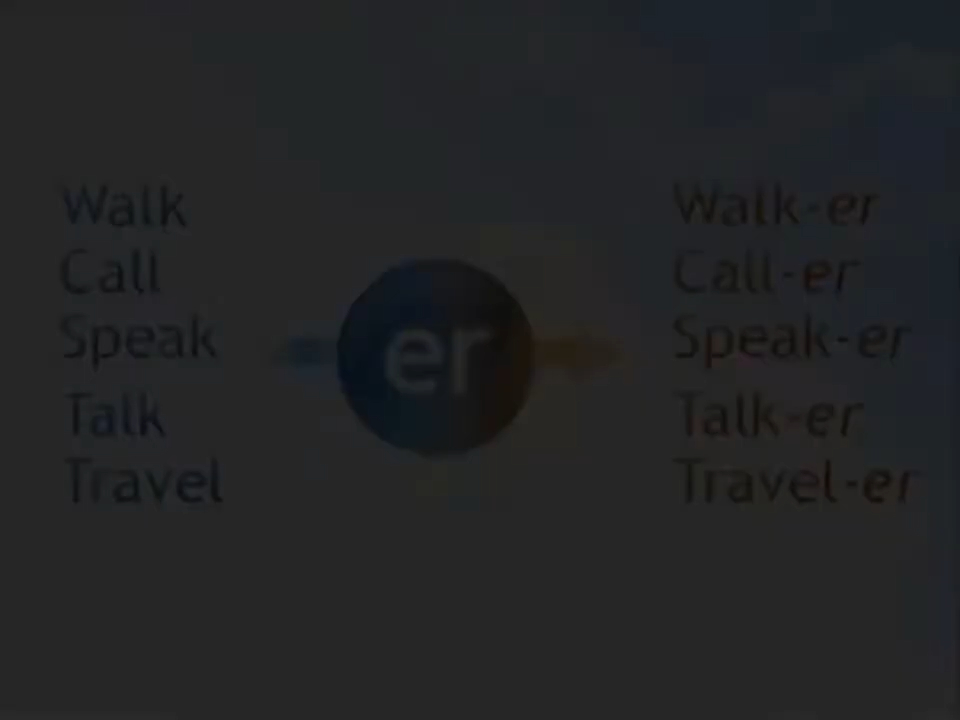 Walk
Call
Speak
Talk
Travel
er
Walk-er
Call-er
Speak-er
Talk-er
Travel-er